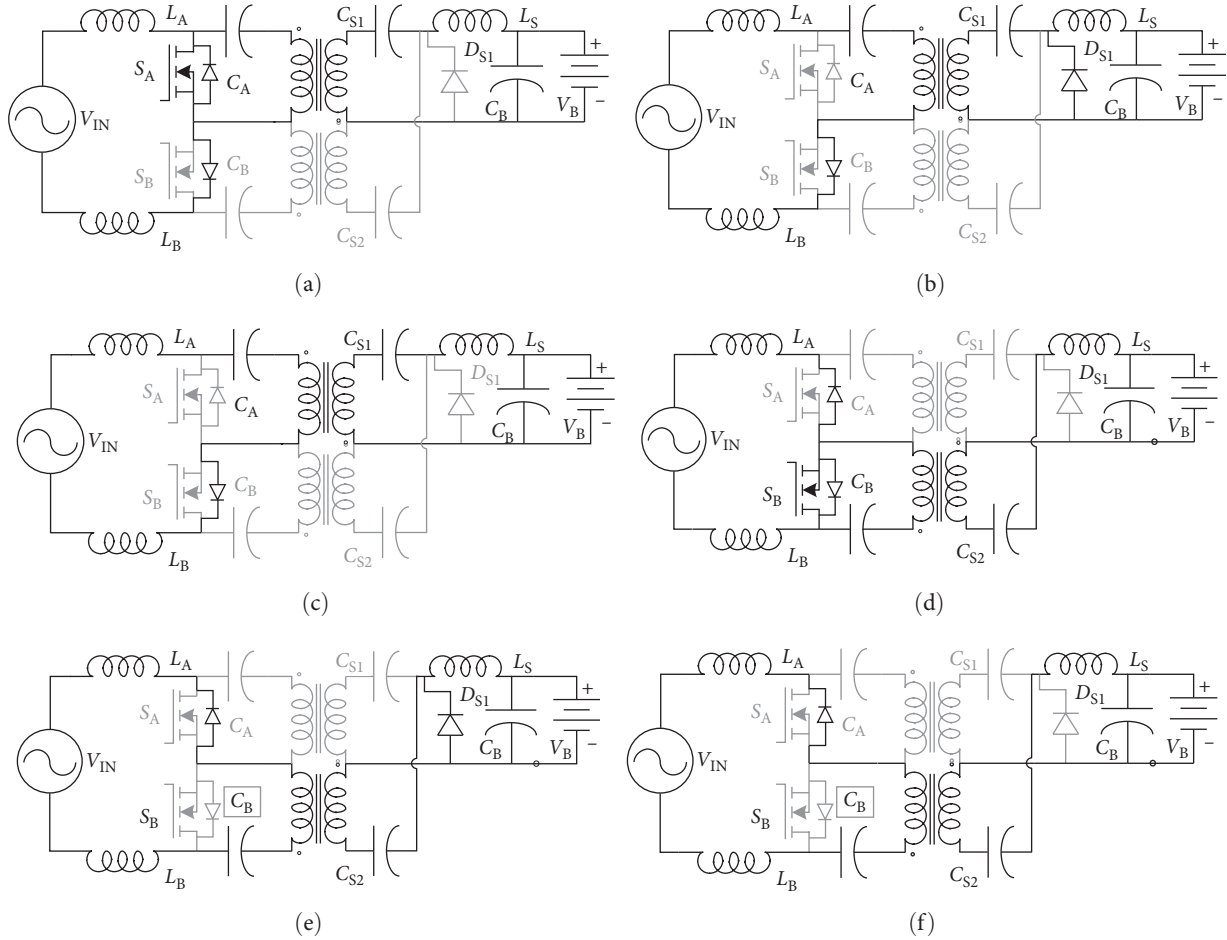 L_A C_S1 L_S
S_A C_A D_S1 +
V_IN C_B V_B −
S_B C_B
L_B C_S2
(a)
L_A C_S1 L_S
S_A C_A D_S1 +
V_IN C_B V_B −
S_B C_B
L_B C_S2
(b)
L_A C_S1 L_S
S_A C_A D_S1 +
V_IN C_B V_B −
S_B C_B
L_B C_S2
(c)
L_A C_S1 L_S
S_A C_A D_S1 +
V_IN C_B V_B −
S_B C_B
L_B C_S2
(d)
L_A C_S1 L_S
S_A C_A D_S1 +
V_IN C_B V_B −
S_B C_B
L_B C_S2
(e)
L_A C_S1 L_S
S_A C_A D_S1 +
V_IN C_B V_B −
S_B C_B
L_B C_S2
(f)